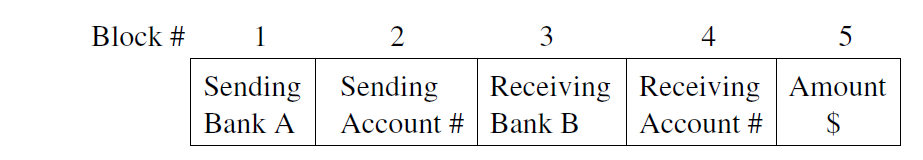 Block # 1 2 3 4 5
Sending Sending Receiving Receiving Amount
Bank A Account # Bank B Account # $